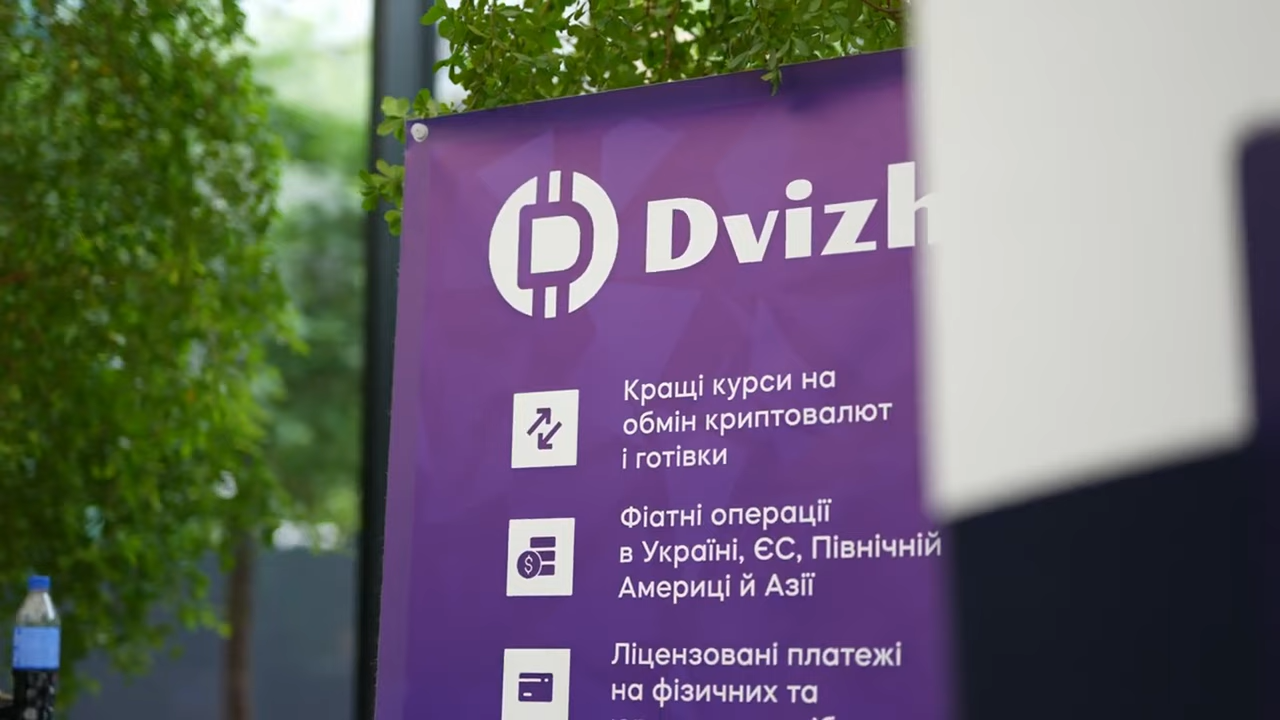 Dvizh
Кращі курси на
обмін криптовалют
і готівки
Фіатні операції
в Україні, ЄС, Північній
Америці й Азії
Ліцензовані платежі
на фізичних та